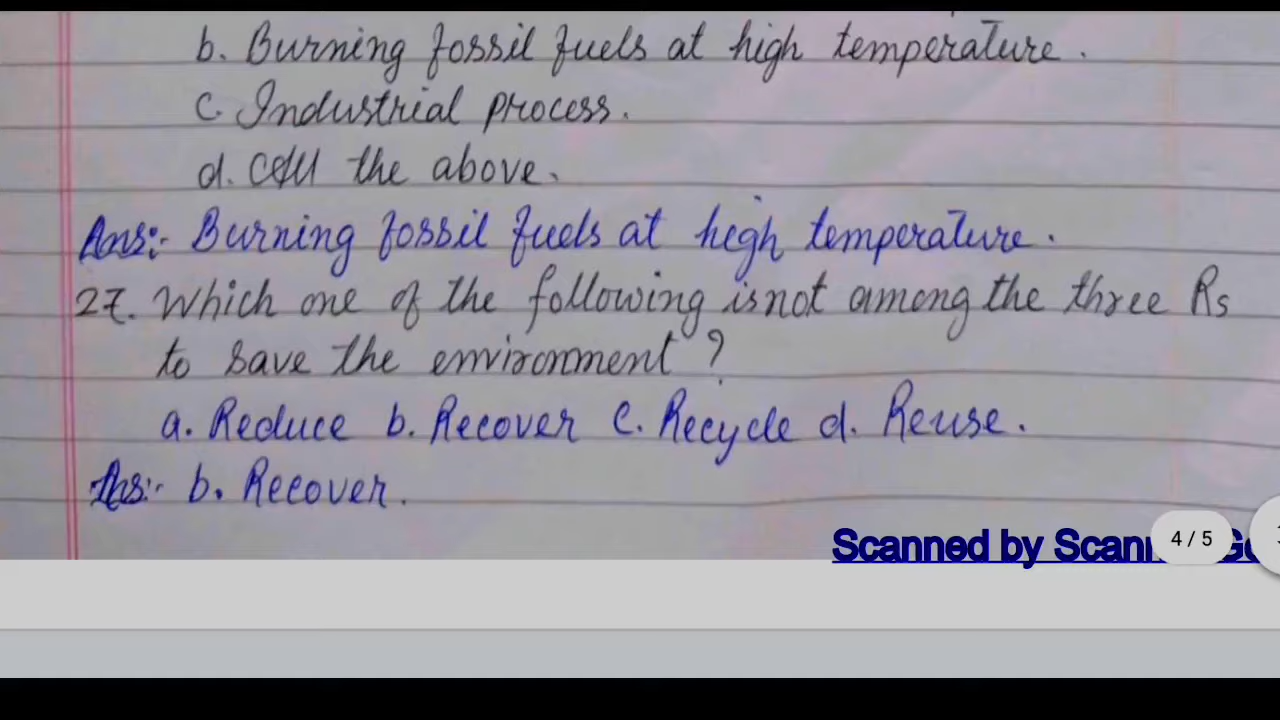 b. Burning fossil fuels at high temperature.
c. Industrial process.
d. All the above.
Ans:- Burning fossil fuels at high temperature.
27. Which one of the following is not among the three Rs
to save the environment?
a. Reduce b. Recover c. Recycle d. Reuse.
Ans:- b. Recover.
Scanned by Scann
4 / 5